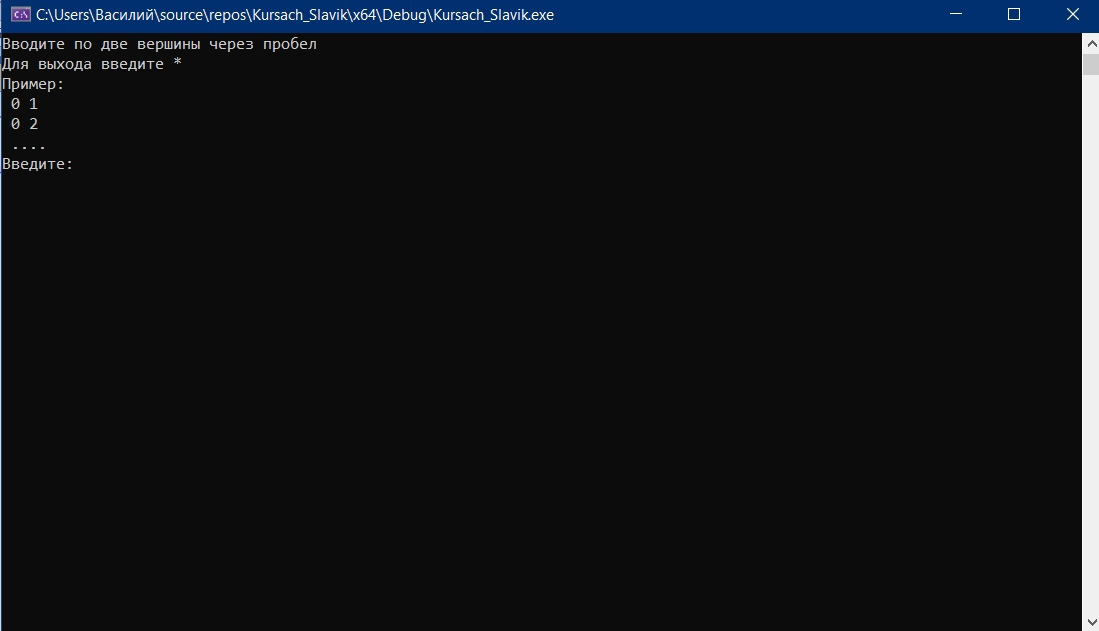 C:\Users\Василий\source\repos\Kursach_Slavik\x64\Debug\Kursach_Slavik.exe
Вводите по две вершины через пробел
Для выхода введите *
Пример:
 0 1
 0 2
 ....
Введите: